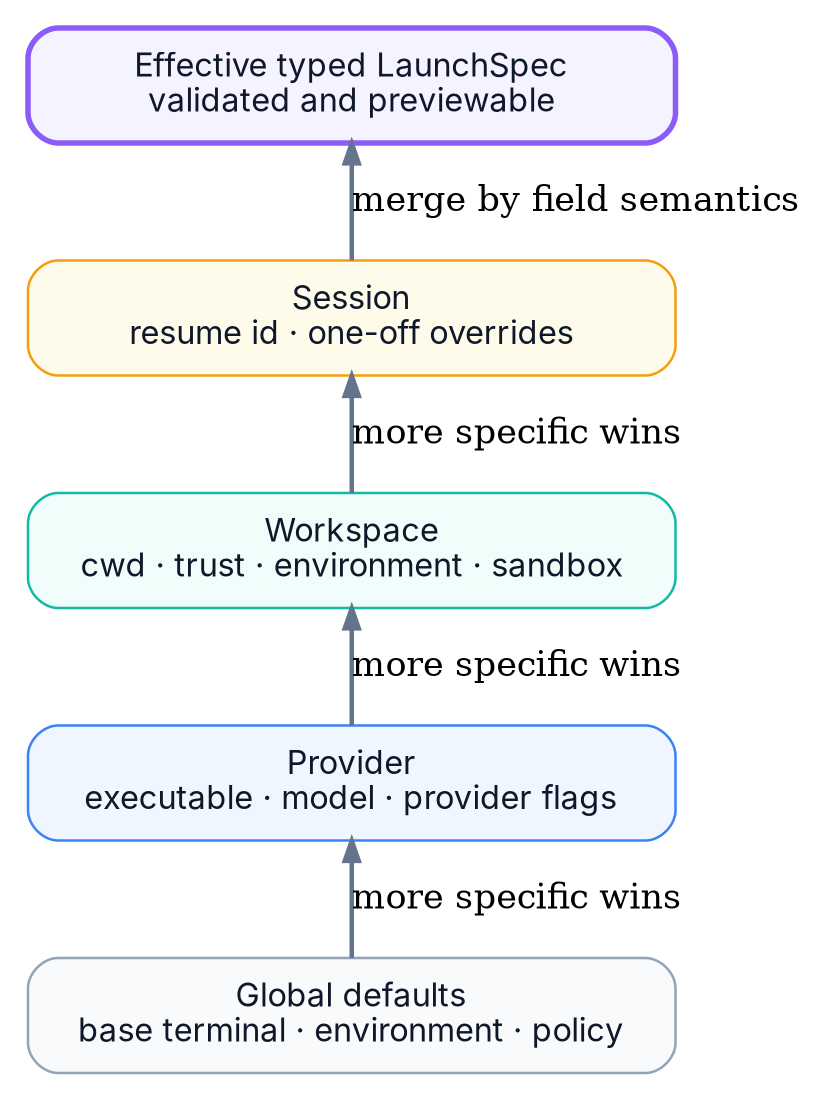 Effective typed LaunchSpec
validated and previewable
merge by field semantics
Session
resume id · one-off overrides
more specific wins
Workspace
cwd · trust · environment · sandbox
more specific wins
Provider
executable · model · provider flags
more specific wins
Global defaults
base terminal · environment · policy